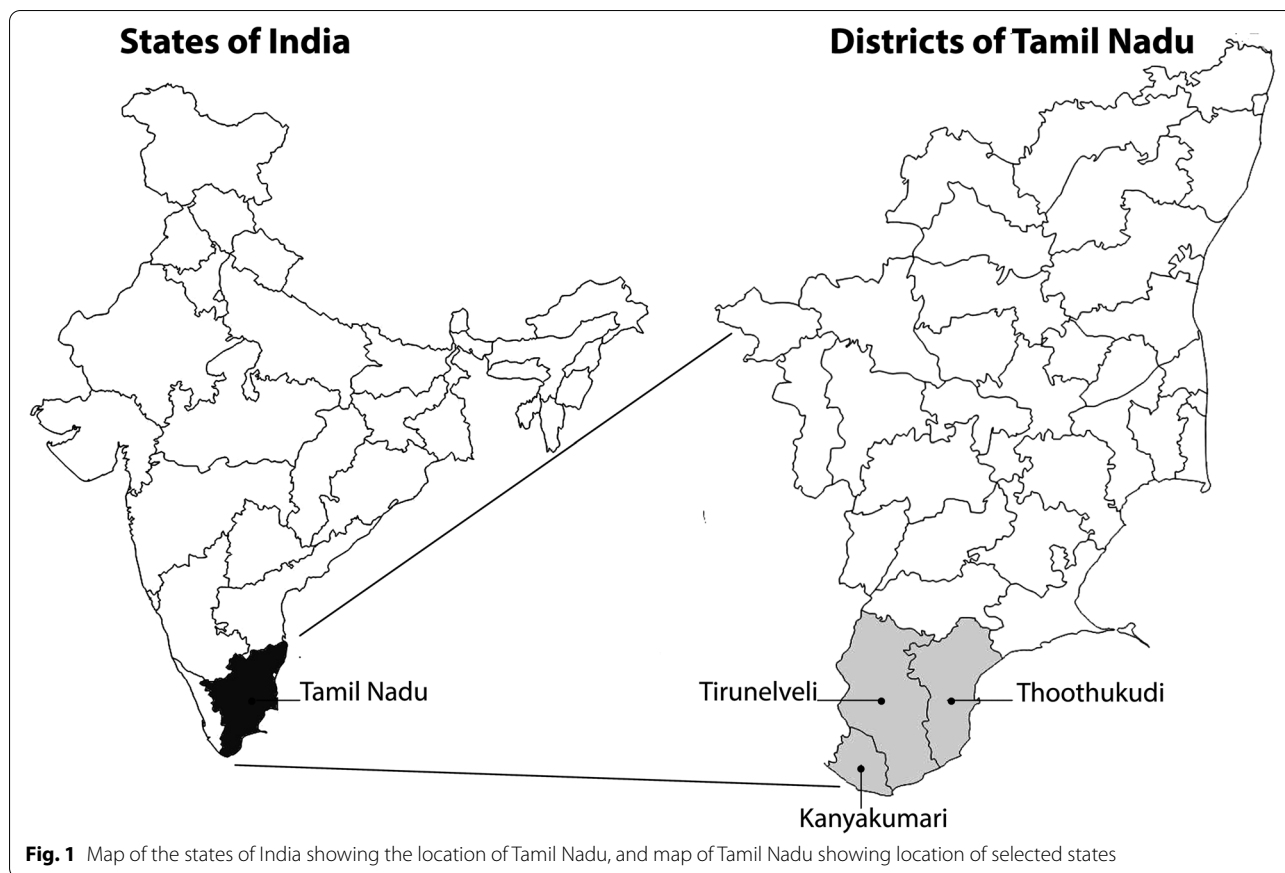 States of India
Districts of Tamil Nadu
Tamil Nadu
Tirunelveli
Thoothukudi
Kanyakumari
Fig. 1 Map of the states of India showing the location of Tamil Nadu, and map of Tamil Nadu showing location of selected states